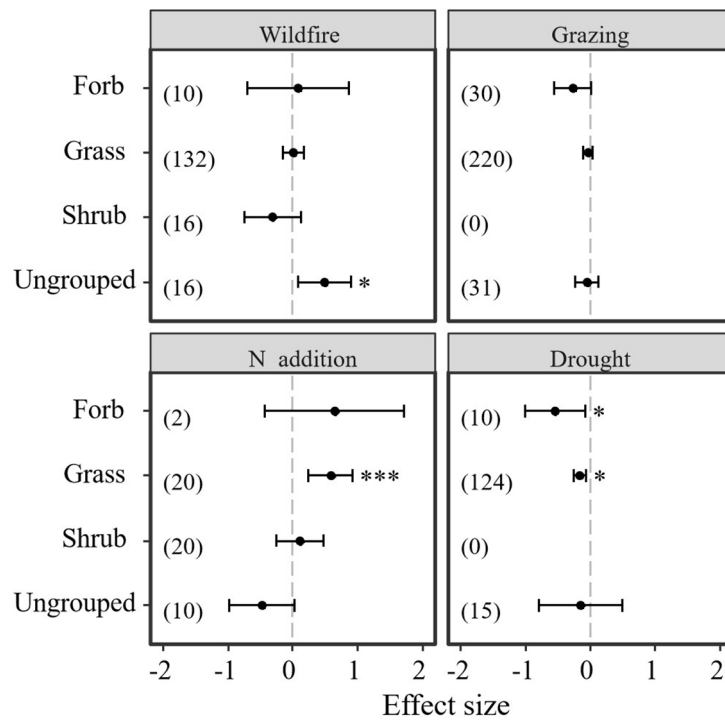 Wildfire Grazing
Forb (10) (30)
Grass (132) (220)
Shrub (16) (0)
Ungrouped (16) * (31)
N addition Drought
Forb (2) (10) *
Grass (20) *** (124) *
Shrub (20) (0)
Ungrouped (10) (15)
-2 -1 0 1 2 -2 -1 0 1 2
Effect size